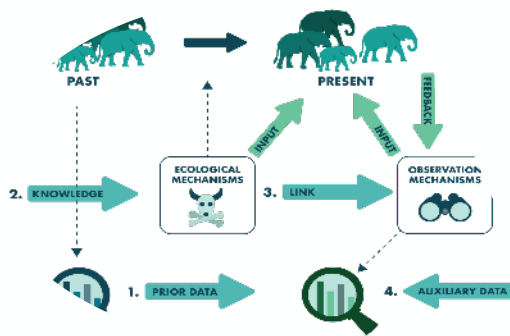 PAST
PRESENT
INPUT
INPUT
FEEDBACK
ECOLOGICAL
MECHANISMS
OBSERVATION
MECHANISMS
2. KNOWLEDGE
3. LINK
1. PRIOR DATA
4. AUXILIARY DATA